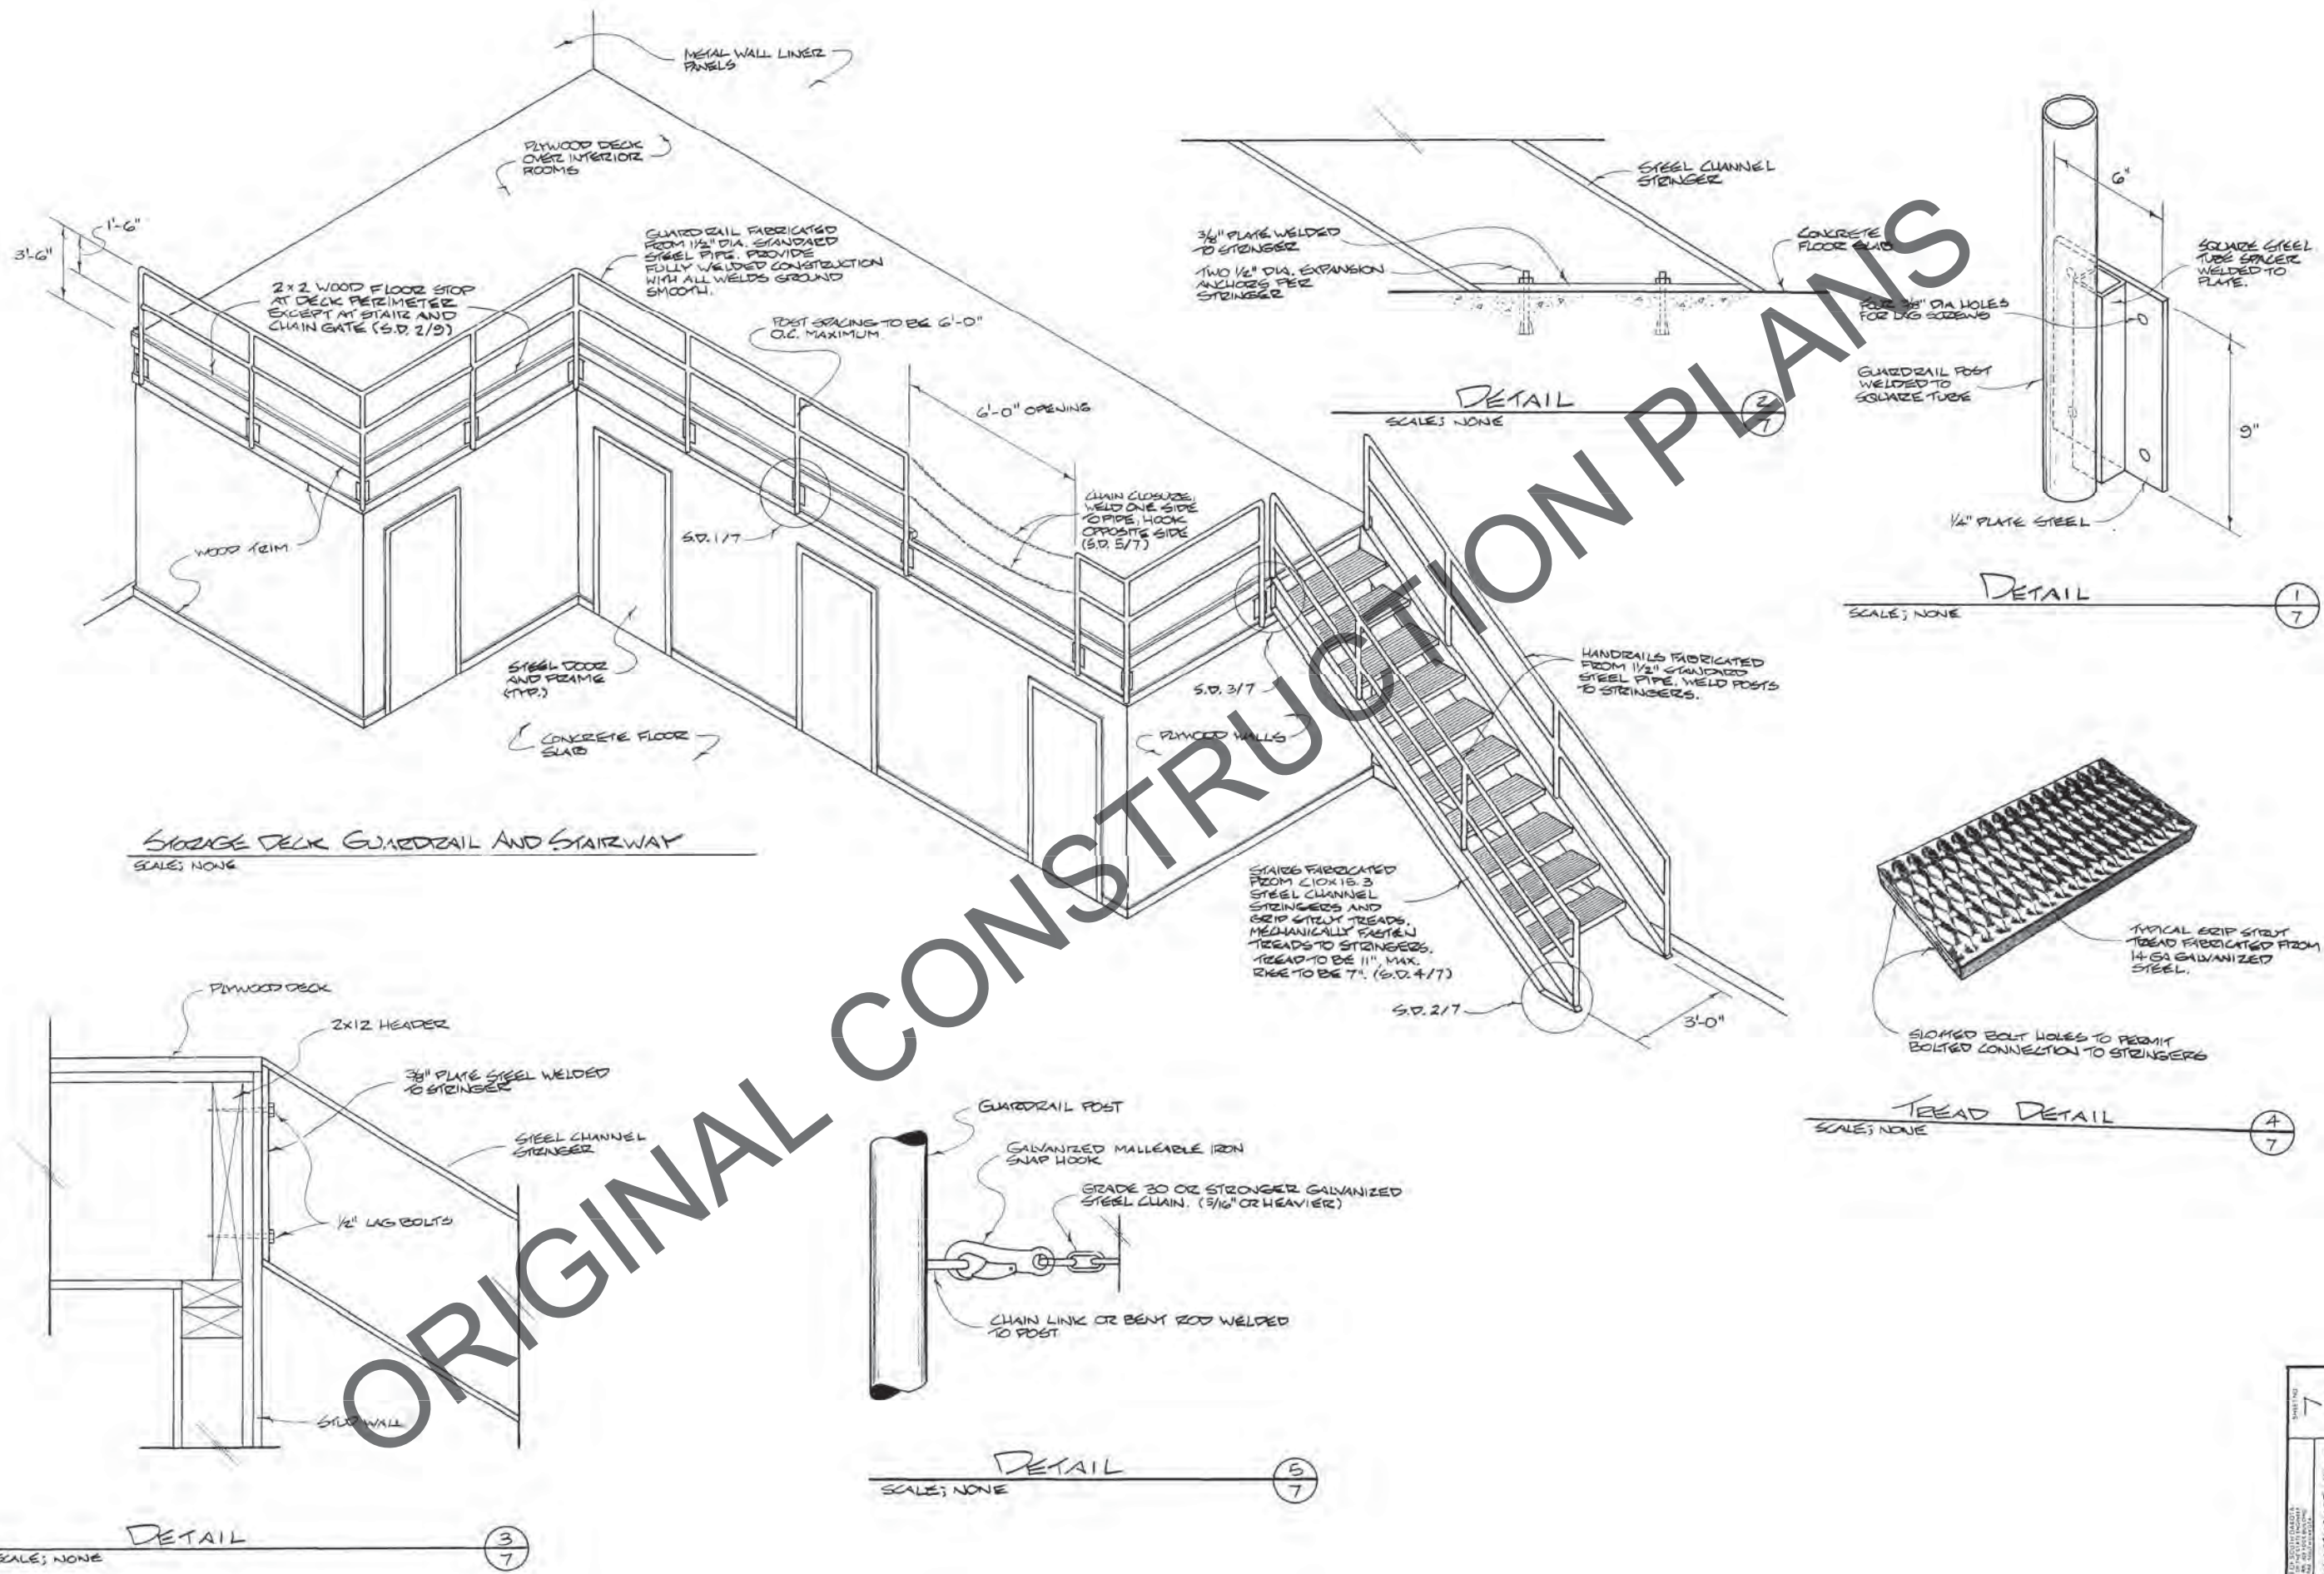 METAL WALL LINER
PANELS
PLYWOOD DECK
OVER INTERIOR
ROOMS
1'-6"
3'-6"
2×2 WOOD FLOOR STOP
AT DECK PERIMETER
EXCEPT AT STAIR AND
CHAIN GATE (S.D. 2/9)
GUARDRAIL FABRICATED
FROM 1 1/2" DIA. STANDARD
STEEL PIPE. PROVIDE
FULLY WELDED CONSTRUCTION
WITH ALL WELDS GROUND
SMOOTH.
POST SPACING TO BE 6'-0"
O.C. MAXIMUM
6'-0" OPENING
CHAIN CLOSURE,
WELD ONE SIDE
TO PIPE, HOOK
OPPOSITE SIDE
(S.D. 5/7)
S.D. 1/7
WOOD TRIM
STEEL DOOR
AND FRAME
(TYP.)
CONCRETE FLOOR
SLAB
S.D. 3/7
PLYWOOD WALLS
HANDRAILS FABRICATED
FROM 1 1/2" STANDARD
STEEL PIPE. WELD POSTS
TO STRINGERS.
STAIRS FABRICATED
FROM C10×15.3
STEEL CHANNEL
STRINGERS AND
GRIP STRUT TREADS.
MECHANICALLY FASTEN
TREADS TO STRINGERS.
TREAD TO BE 11", MAX.
RISE TO BE 7". (S.D. 4/7)
S.D. 2/7
3'-0"
STORAGE DECK GUARDRAIL AND STAIRWAY
SCALE; NONE
STEEL CHANNEL
STRINGER
3/8" PLATE WELDED
TO STRINGER
TWO 1/2" DIA. EXPANSION
ANCHORS PER
STRINGER
CONCRETE
FLOOR SLAB
DETAIL
SCALE; NONE
2
7
6"
SQUARE STEEL
TUBE SPACER
WELDED TO
PLATE.
FOUR 3/8" DIA HOLES
FOR LAG SCREWS
GUARDRAIL POST
WELDED TO
SQUARE TUBE
9"
1/4" PLATE STEEL
DETAIL
SCALE; NONE
1
7
TYPICAL GRIP STRUT
TREAD FABRICATED FROM
14 GA GALVANIZED
STEEL.
SLOTTED BOLT HOLES TO PERMIT
BOLTED CONNECTION TO STRINGERS
TREAD DETAIL
SCALE; NONE
4
7
PLYWOOD DECK
2×12 HEADER
3/8" PLATE STEEL WELDED
TO STRINGER
STEEL CHANNEL
STRINGER
1/2" LAG BOLTS
STUD WALL
DETAIL
SCALE; NONE
3
7
GUARDRAIL POST
GALVANIZED MALLEABLE IRON
SNAP HOOK
GRADE 30 OR STRONGER GALVANIZED
STEEL CHAIN. (5/16" OR HEAVIER)
CHAIN LINK OR BENT ROD WELDED
TO POST
DETAIL
SCALE; NONE
5
7
ORIGINAL CONSTRUCTION PLANS
SHEET NO.
7